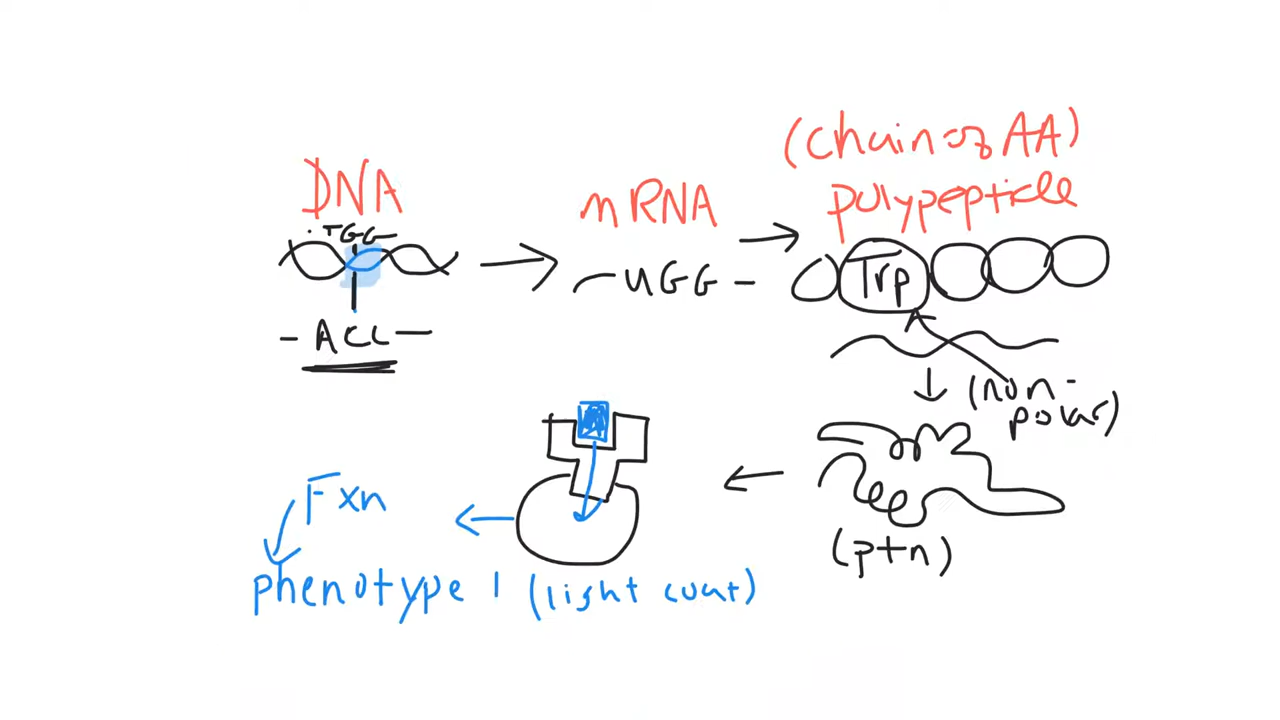 (chain of AA)
DNA
mRNA
polypeptide
TGG
-UGG-
Trp
-ACC-
(non-
polar)
Fxn
(ptn)
phenotype 1 (light coat)